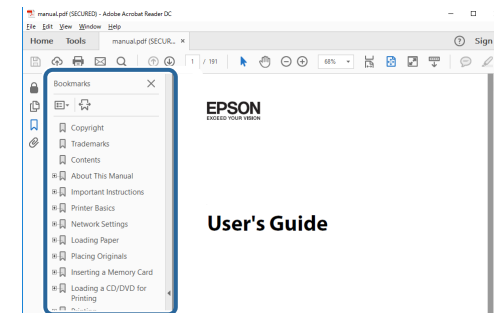 manual.pdf (SECURED) - Adobe Acrobat Reader DC
File Edit View Window Help
Home Tools manual.pdf (SECUR... × Sign
1 / 191 68%
Bookmarks
EPSON
EXCEED YOUR VISION
Copyright
Trademarks
Contents
About This Manual
Important Instructions
Printer Basics
Network Settings
User's Guide
Loading Paper
Placing Originals
Inserting a Memory Card
Loading a CD/DVD for
Printing